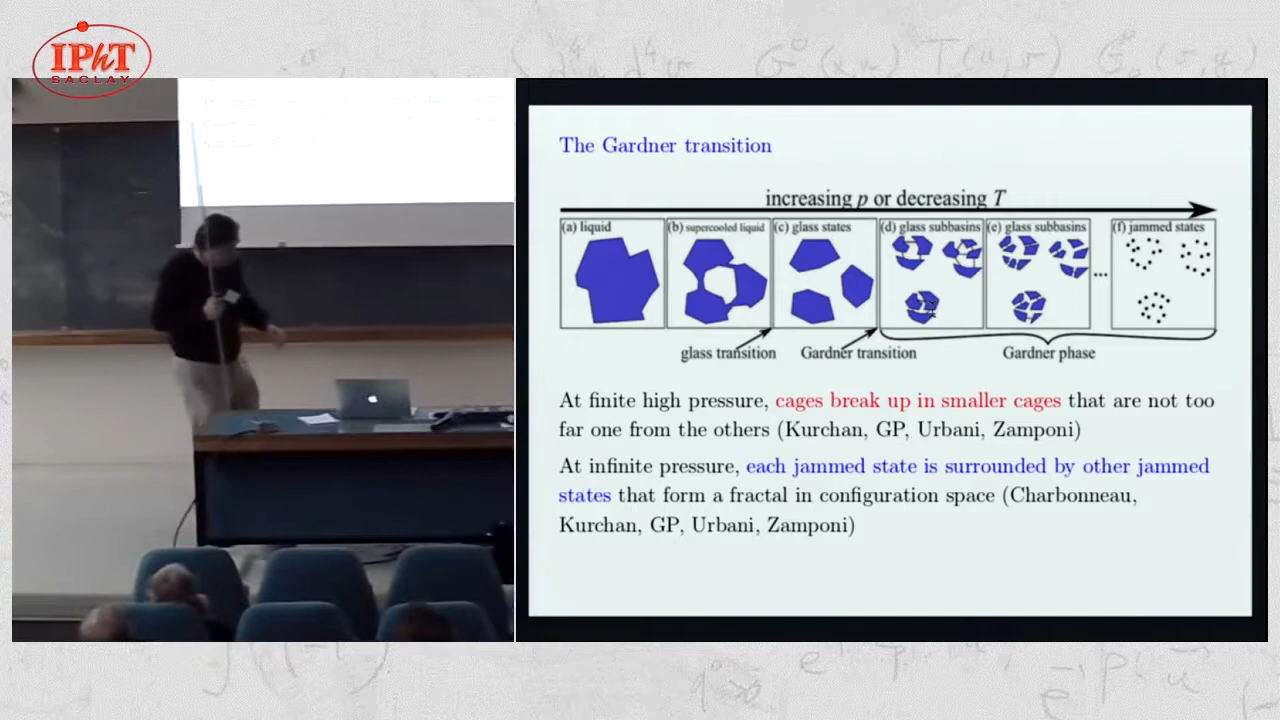 IPhT
SACLAY
The Gardner transition
increasing p or decreasing T
(a) liquid
(b) supercooled liquid
(c) glass states
(d) glass subbasins
(e) glass subbasins
...
(f) jammed states
glass transition
Gardner transition
Gardner phase
At finite high pressure, cages break up in smaller cages that are not too
far one from the others (Kurchan, GP, Urbani, Zamponi)
At infinite pressure, each jammed state is surrounded by other jammed
states that form a fractal in configuration space (Charbonneau,
Kurchan, GP, Urbani, Zamponi)